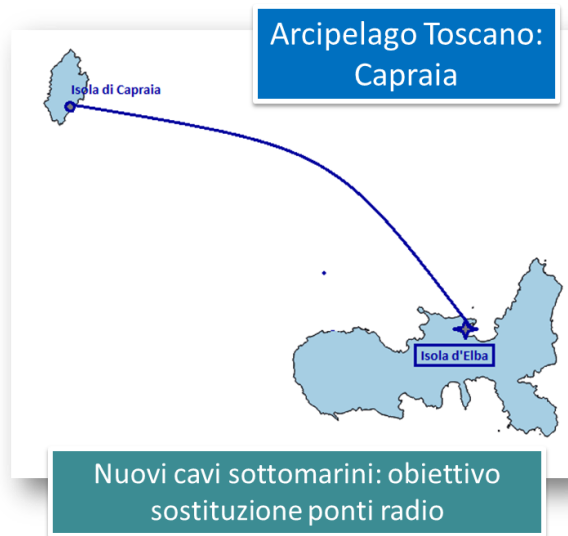 Arcipelago Toscano:
Capraia
Isola di Capraia
Isola d'Elba
Nuovi cavi sottomarini: obiettivo
sostituzione ponti radio